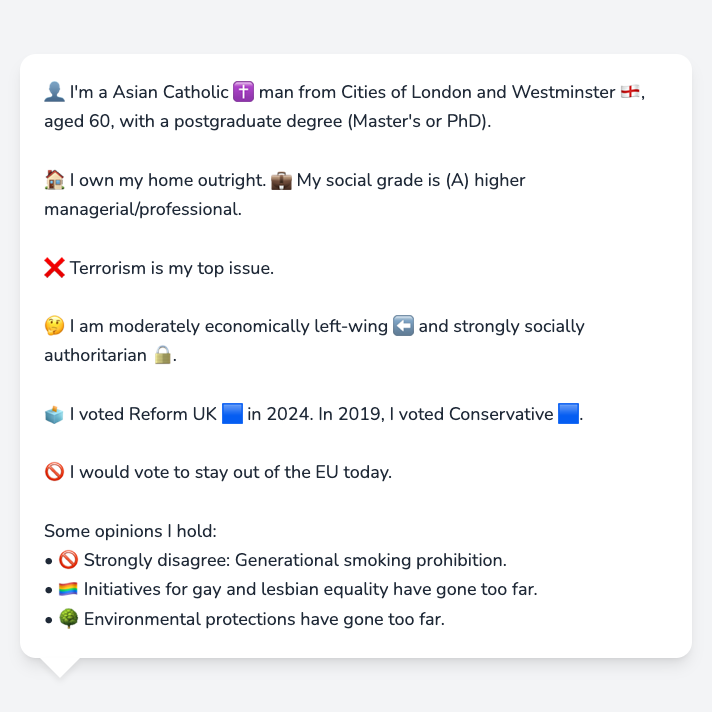 👤 I'm a Asian Catholic ✝️ man from Cities of London and Westminster 🏴󠁧󠁢󠁥󠁮󠁧󠁿,
aged 60, with a postgraduate degree (Master's or PhD).
🏠 I own my home outright. 💼 My social grade is (A) higher
managerial/professional.
❌ Terrorism is my top issue.
🤔 I am moderately economically left-wing ⬅️ and strongly socially
authoritarian 🔒.
🗳️ I voted Reform UK 🟦 in 2024. In 2019, I voted Conservative 🟦.
🚫 I would vote to stay out of the EU today.
Some opinions I hold:
• 🚫 Strongly disagree: Generational smoking prohibition.
• 🏳️‍🌈 Initiatives for gay and lesbian equality have gone too far.
• 🌳 Environmental protections have gone too far.